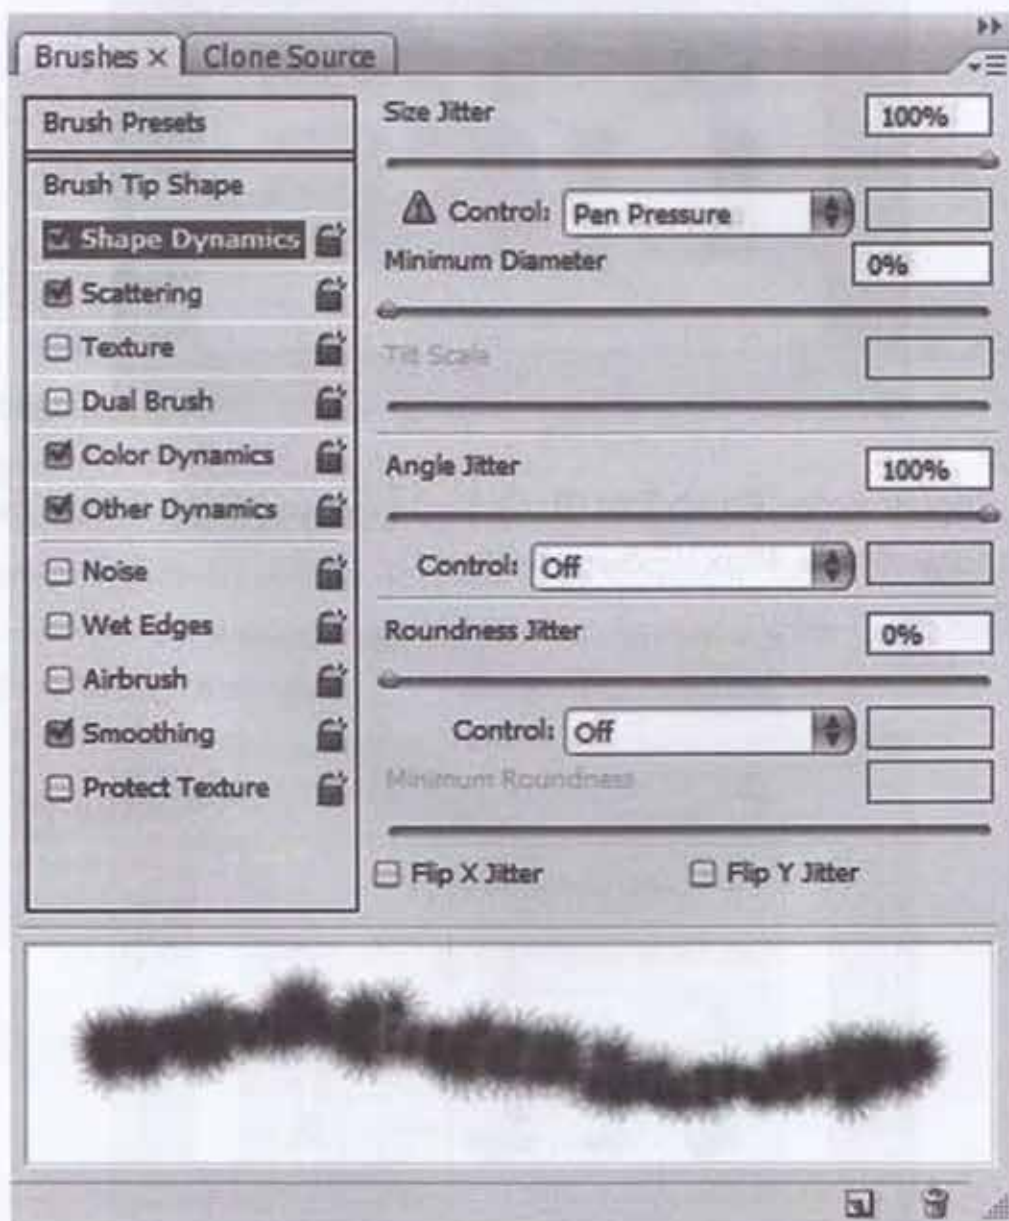 Brushes × Clone Source
Brush Presets
Brush Tip Shape
Shape Dynamics
Scattering
Texture
Dual Brush
Color Dynamics
Other Dynamics
Noise
Wet Edges
Airbrush
Smoothing
Protect Texture
Size Jitter 100%
Control: Pen Pressure
Minimum Diameter 0%
Tilt Scale
Angle Jitter 100%
Control: Off
Roundness Jitter 0%
Control: Off
Minimum Roundness
Flip X Jitter Flip Y Jitter